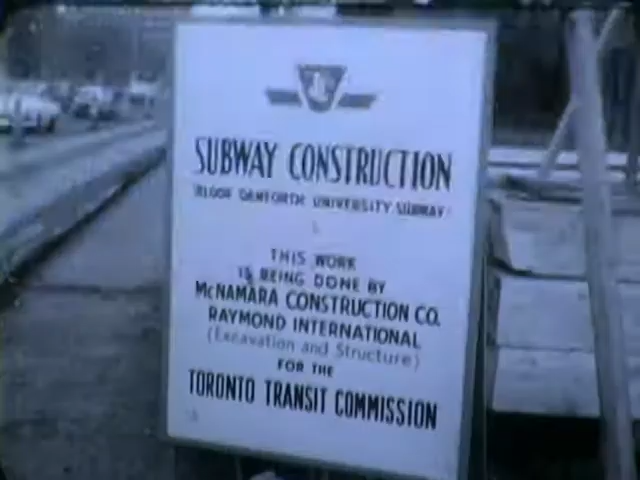 SUBWAY CONSTRUCTION
BLOOR DANFORTH UNIVERSITY SUBWAY
THIS WORK
IS BEING DONE BY
McNAMARA CONSTRUCTION CO.
RAYMOND INTERNATIONAL
(Excavation and Structure)
FOR THE
TORONTO TRANSIT COMMISSION